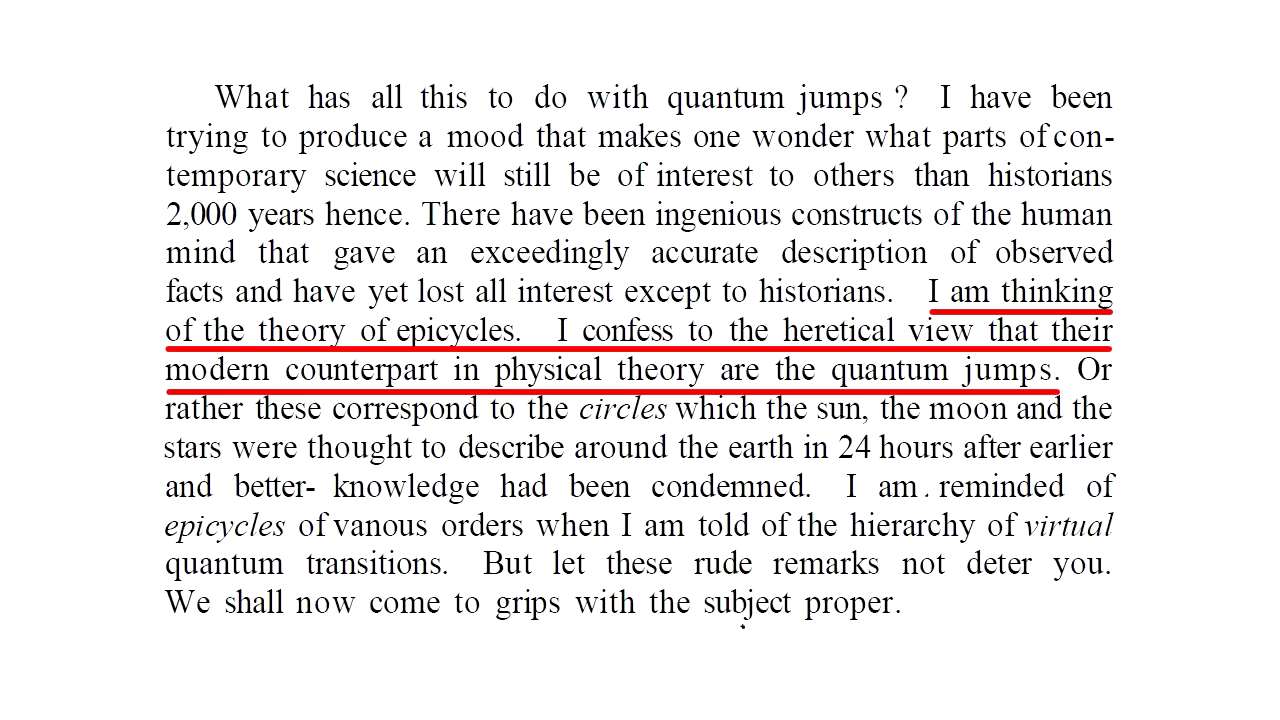 What has all this to do with quantum jumps ? I have been
trying to produce a mood that makes one wonder what parts of con-
temporary science will still be of interest to others than historians
2,000 years hence. There have been ingenious constructs of the human
mind that gave an exceedingly accurate description of observed
facts and have yet lost all interest except to historians. I am thinking
of the theory of epicycles. I confess to the heretical view that their
modern counterpart in physical theory are the quantum jumps. Or
rather these correspond to the circles which the sun, the moon and the
stars were thought to describe around the earth in 24 hours after earlier
and better- knowledge had been condemned. I am . reminded of
epicycles of vanous orders when I am told of the hierarchy of virtual
quantum transitions. But let these rude remarks not deter you.
We shall now come to grips with the subject proper.